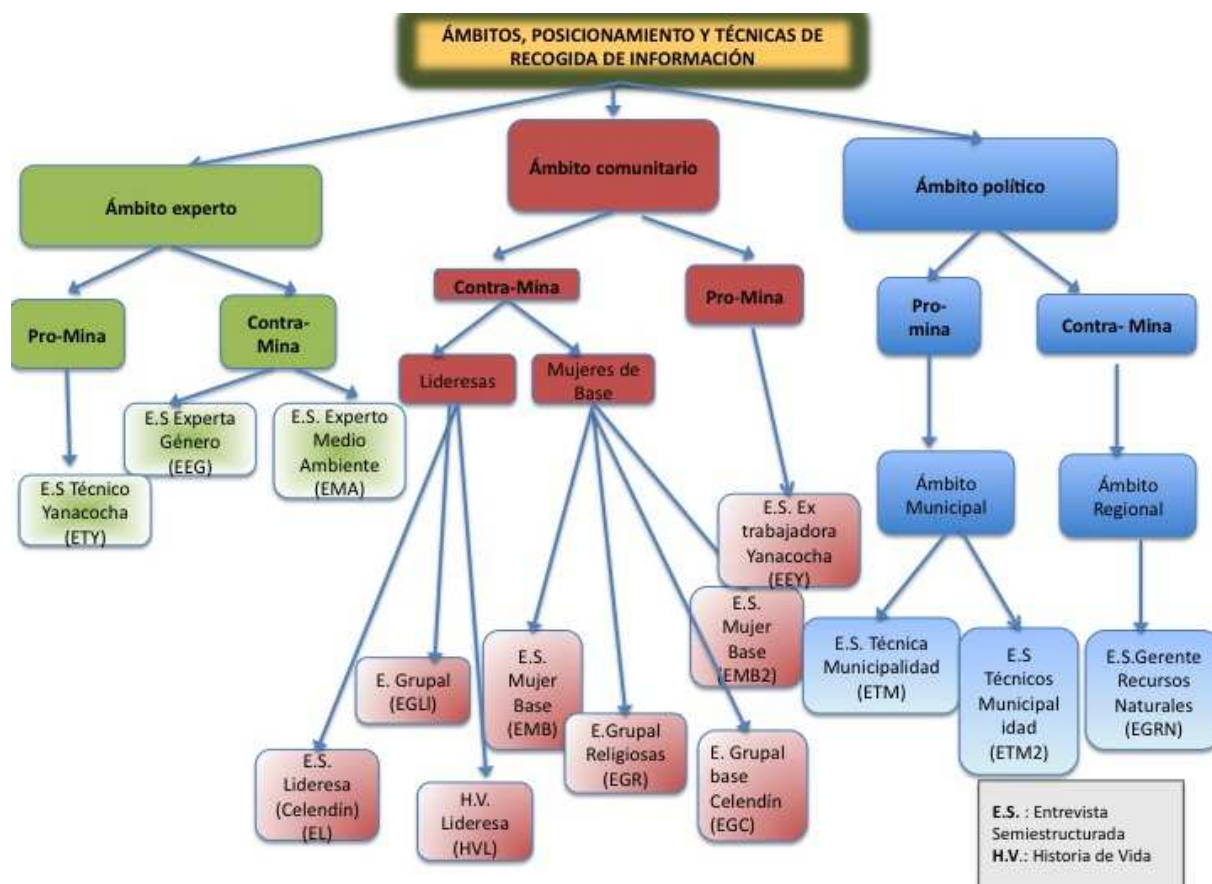 ÁMBITOS, POSICIONAMIENTO Y TÉCNICAS DE
RECOGIDA DE INFORMACIÓN
Ámbito experto
Ámbito comunitario
Ámbito político
Pro-Mina
Contra-
Mina
Contra-Mina
Pro-Mina
Pro-
mina
Contra- Mina
Lideresas
Mujeres de
Base
E.S Experta
Género
(EEG)
E.S. Experto
Medio
Ambiente
(EMA)
E.S Técnico
Yanacocha
(ETY)
Ámbito
Municipal
Ámbito
Regional
E.S. Ex
trabajadora
Yanacocha
(EEY)
E.S.
Mujer
Base
(EMB2)
E. Grupal
(EGLI)
E.S.
Mujer
Base
(EMB)
E.Grupal
Religiosas
(EGR)
E. Grupal
base
Celendín
(EGC)
E.S.
Lideresa
(Celendín)
(EL)
H.V.
Lideresa
(HVL)
E.S. Técnica
Municipalidad
(ETM)
E.S
Técnicos
Municipal
idad
(ETM2)
E.S.Gerente
Recursos
Naturales
(EGRN)
E.S. : Entrevista
Semiestructurada
H.V.: Historia de Vida